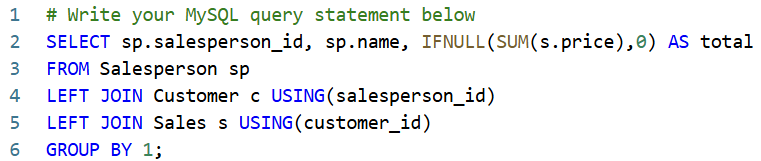 1 # Write your MySQL query statement below
2 SELECT sp.salesperson_id, sp.name, IFNULL(SUM(s.price),0) AS total
3 FROM Salesperson sp
4 LEFT JOIN Customer c USING(salesperson_id)
5 LEFT JOIN Sales s USING(customer_id)
6 GROUP BY 1;